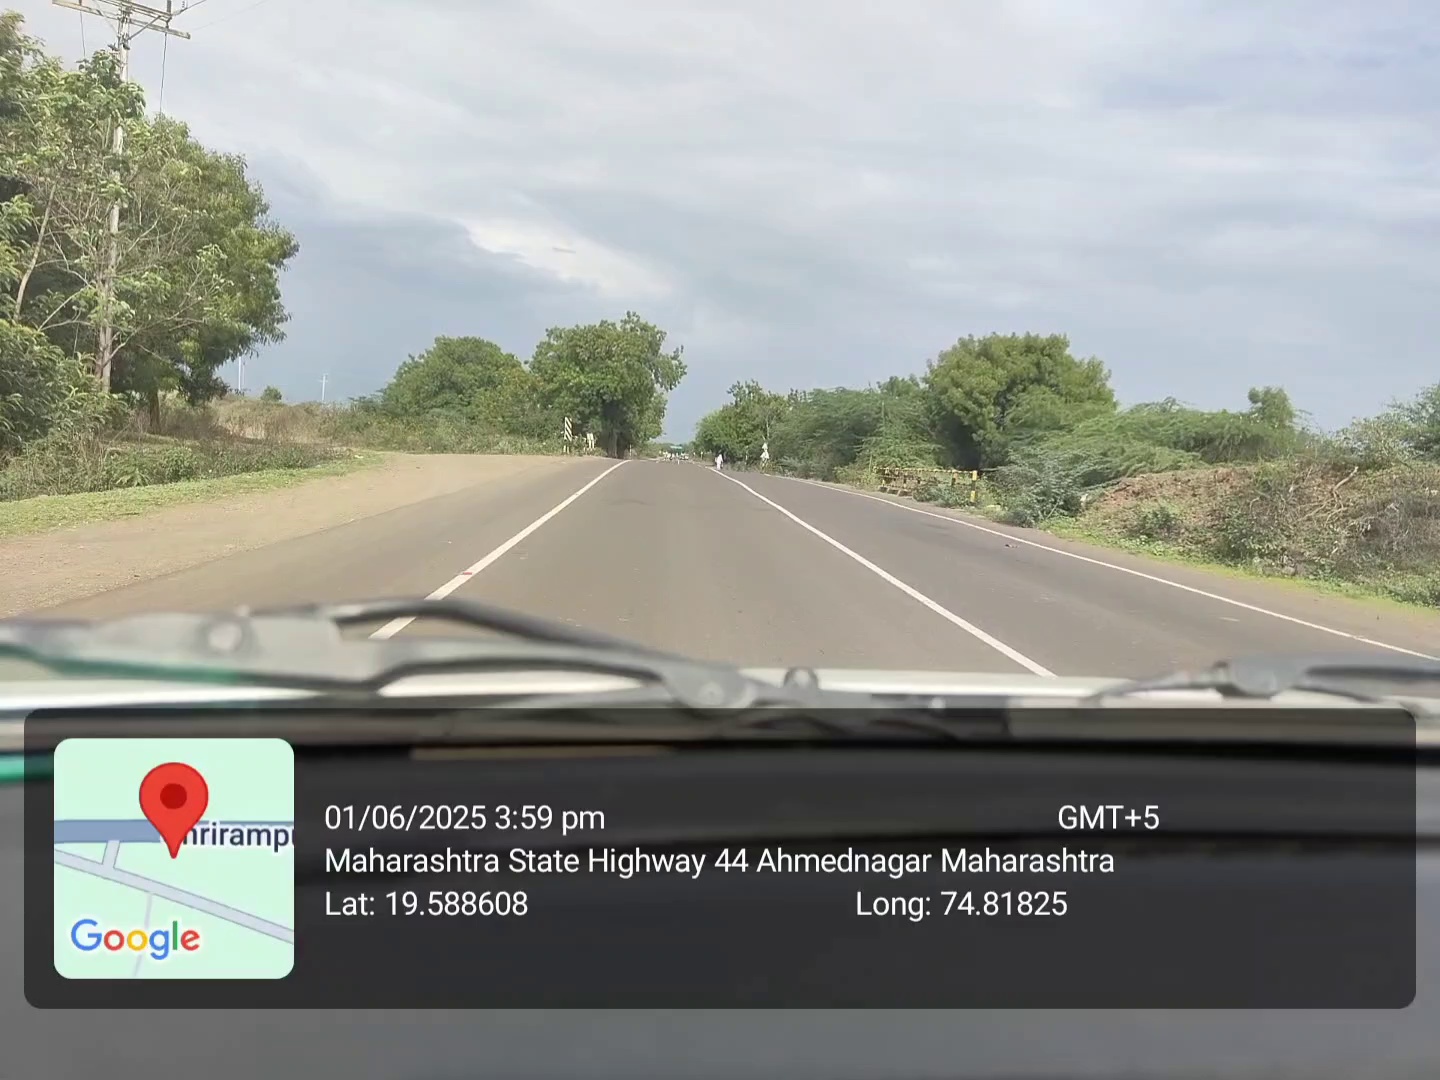 hrirampu
Google
01/06/2025 3:59 pm GMT+5
Maharashtra State Highway 44 Ahmednagar Maharashtra
Lat: 19.588608 Long: 74.81825